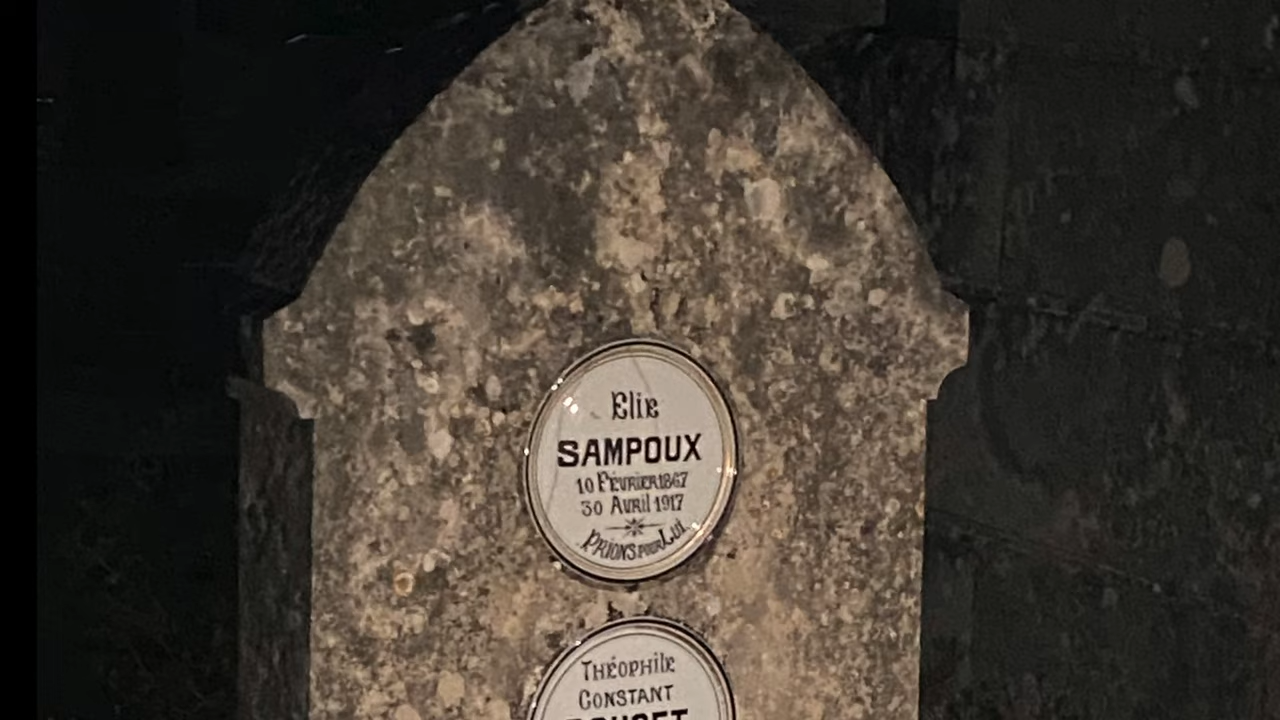 Elie
SAMPOUX
10 Février 1867
30 Avril 1917
PRIONS POUR LUI
THÉOPHILE
CONSTANT